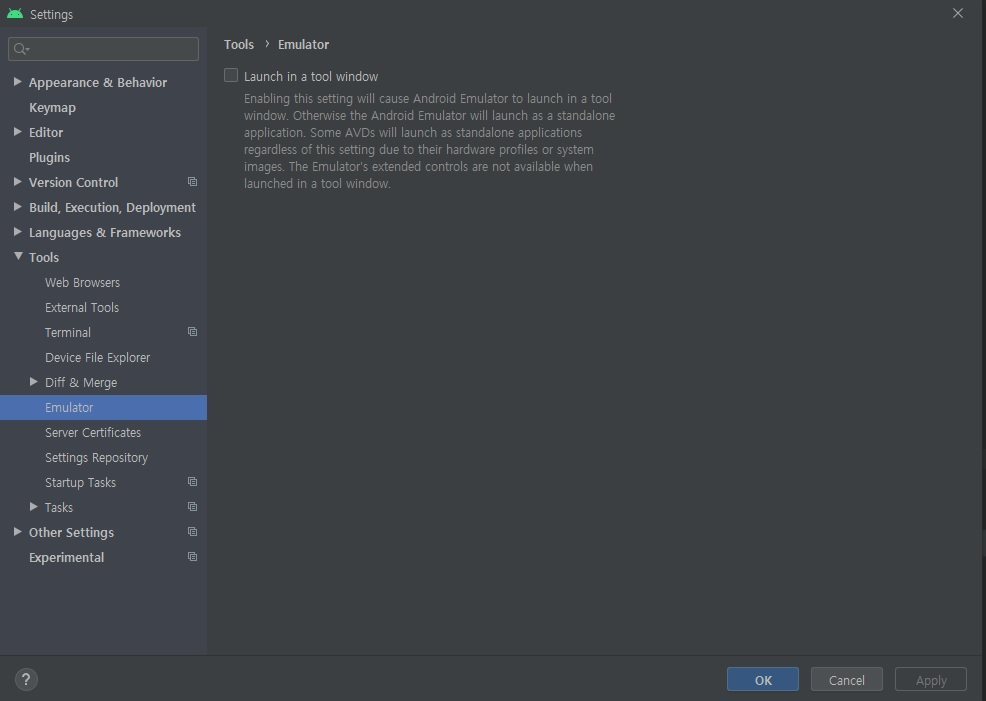 Settings
Appearance & Behavior
Keymap
Editor
Plugins
Version Control
Build, Execution, Deployment
Languages & Frameworks
Tools
Web Browsers
External Tools
Terminal
Device File Explorer
Diff & Merge
Emulator
Server Certificates
Settings Repository
Startup Tasks
Tasks
Other Settings
Experimental
Tools › Emulator
Launch in a tool window
Enabling this setting will cause Android Emulator to launch in a tool
window. Otherwise the Android Emulator will launch as a standalone
application. Some AVDs will launch as standalone applications
regardless of this setting due to their hardware profiles or system
images. The Emulator's extended controls are not available when
launched in a tool window.
?
OK
Cancel
Apply